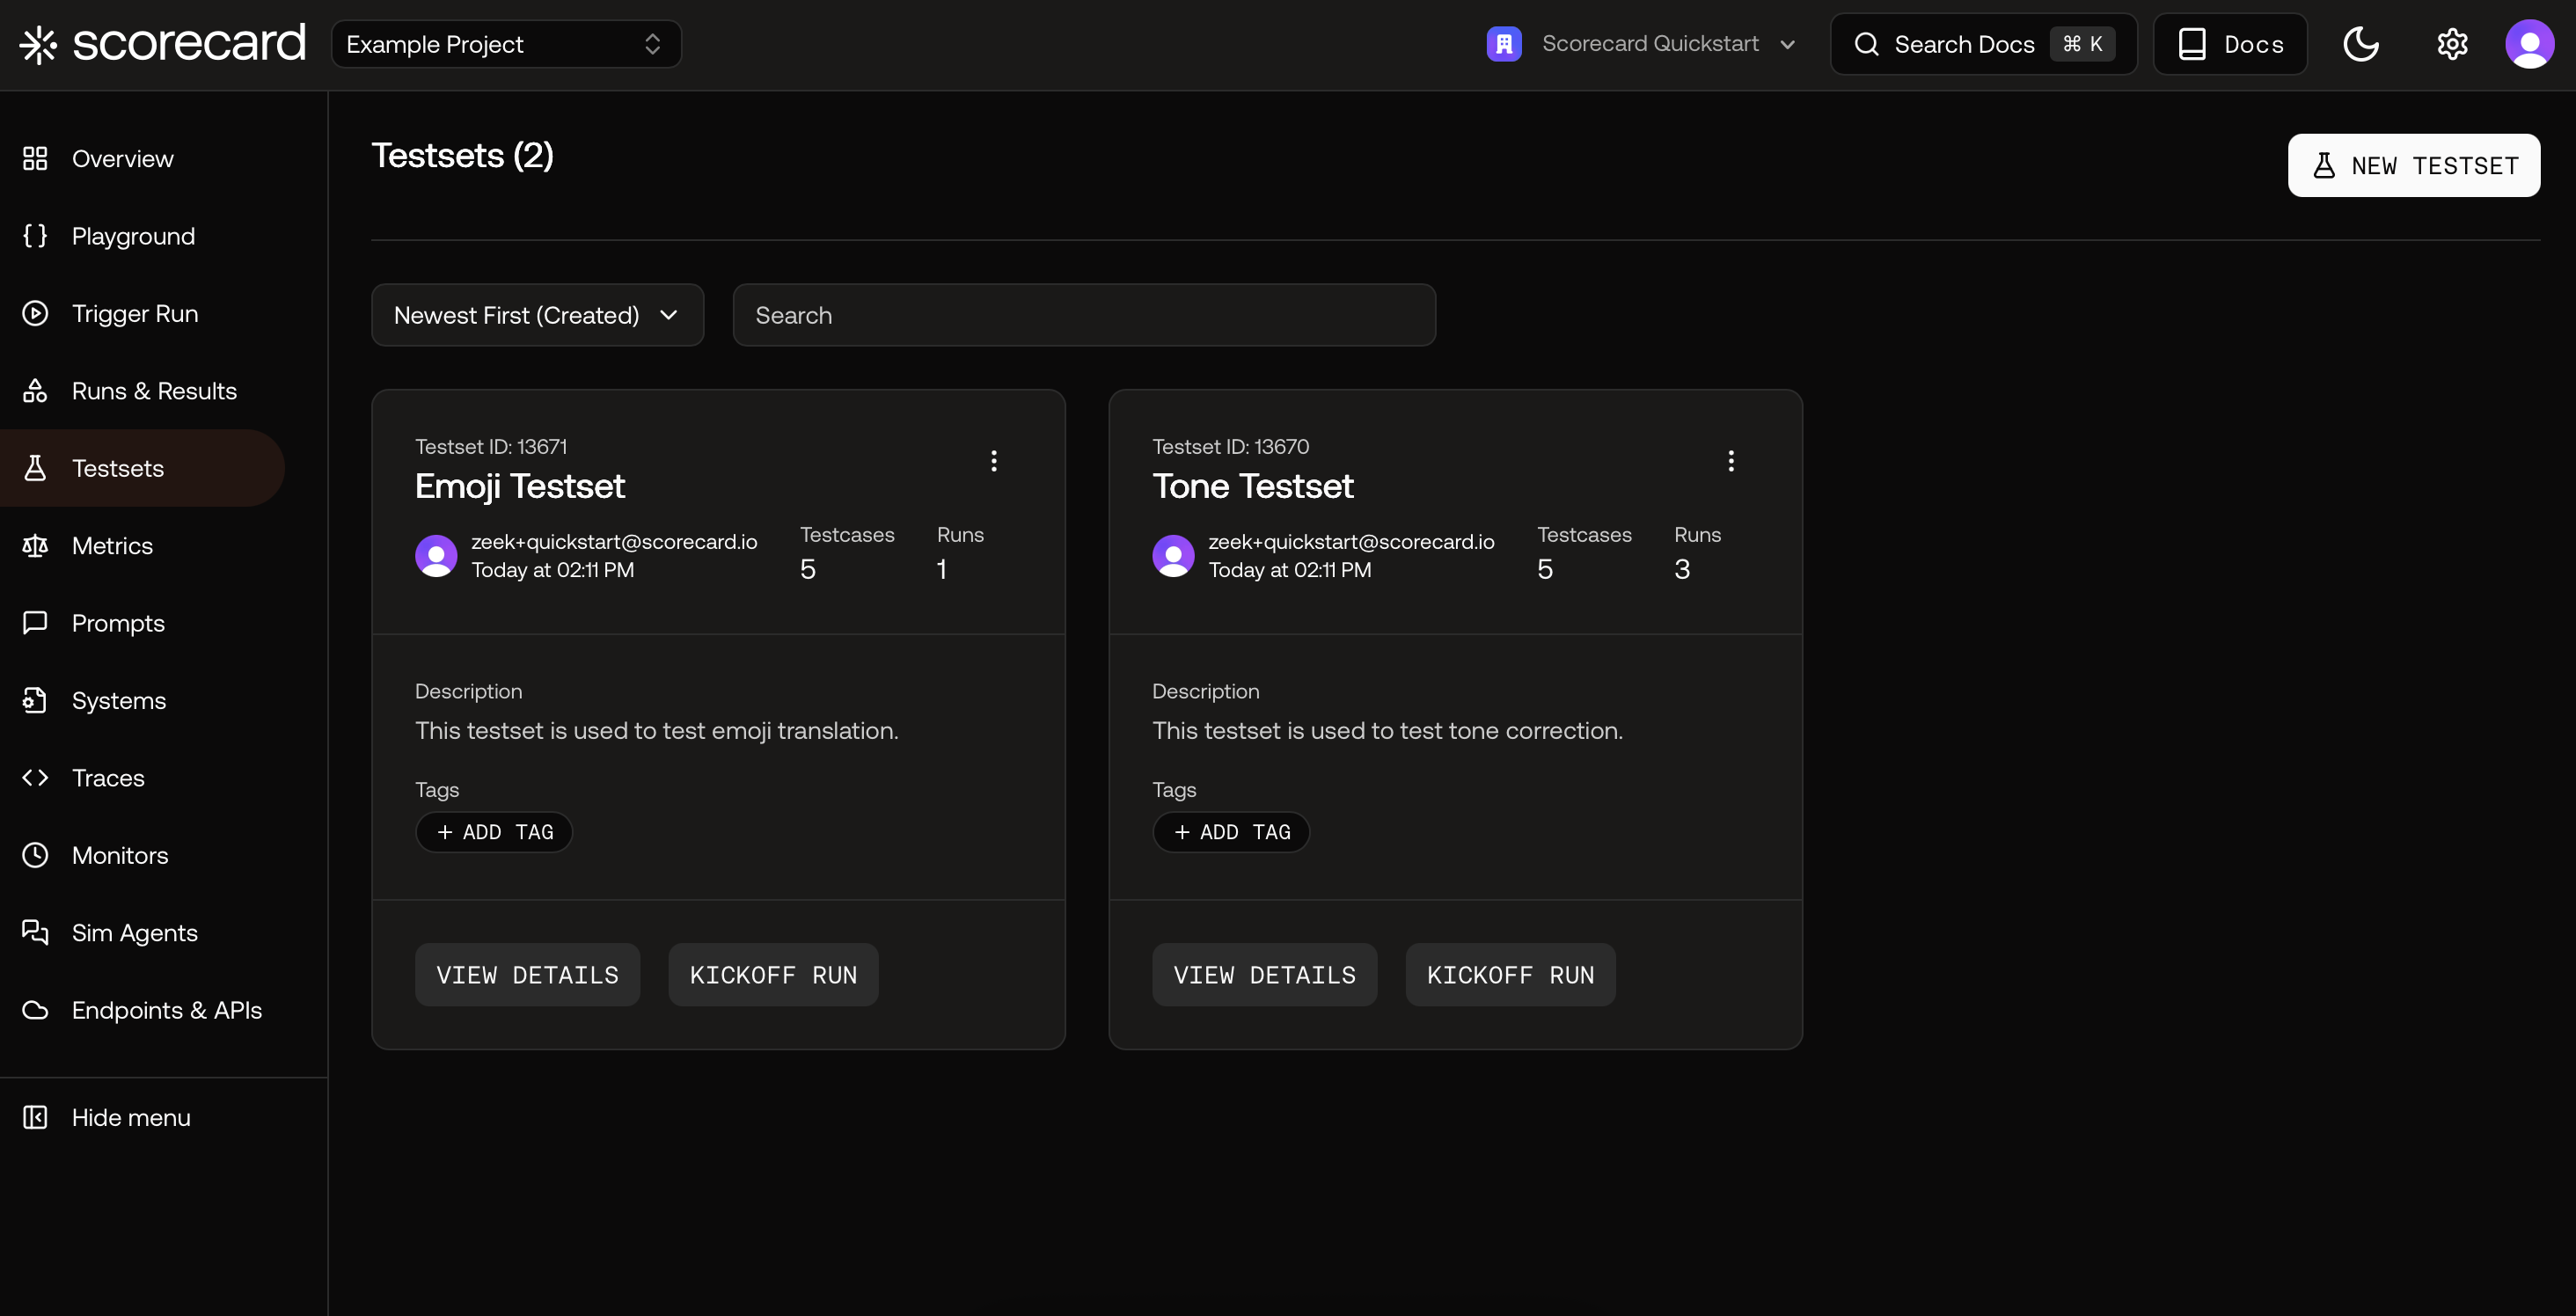 scorecard
Example Project
Scorecard Quickstart
Search Docs
⌘ K
Docs
Overview
Playground
Trigger Run
Runs & Results
Testsets
Metrics
Prompts
Systems
Traces
Monitors
Sim Agents
Endpoints & APIs
Hide menu
Testsets (2)
NEW TESTSET
Newest First (Created)
Search
Testset ID: 13671
Emoji Testset
zeek+quickstart@scorecard.io
Today at 02:11 PM
Testcases
5
Runs
1
Description
This testset is used to test emoji translation.
Tags
+ ADD TAG
VIEW DETAILS
KICKOFF RUN
Testset ID: 13670
Tone Testset
zeek+quickstart@scorecard.io
Today at 02:11 PM
Testcases
5
Runs
3
Description
This testset is used to test tone correction.
Tags
+ ADD TAG
VIEW DETAILS
KICKOFF RUN